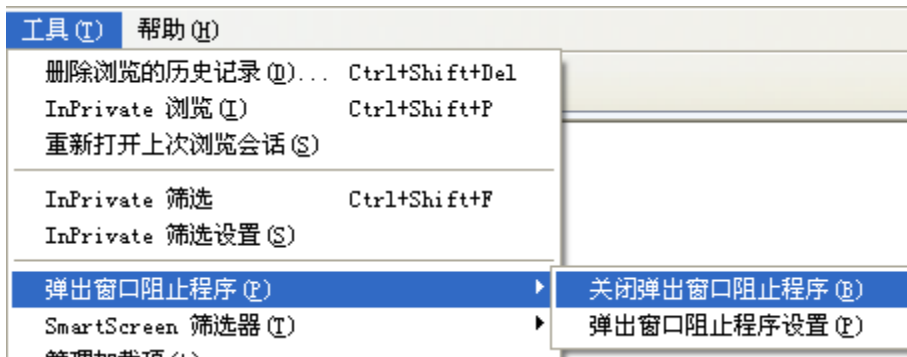 工具(T) 帮助(H)
删除浏览的历史记录(D)... Ctrl+Shift+Del
InPrivate 浏览(I) Ctrl+Shift+P
重新打开上次浏览会话(S)
InPrivate 筛选 Ctrl+Shift+F
InPrivate 筛选设置(S)
弹出窗口阻止程序(P) 关闭弹出窗口阻止程序(B)
SmartScreen 筛选器(T) 弹出窗口阻止程序设置(P)